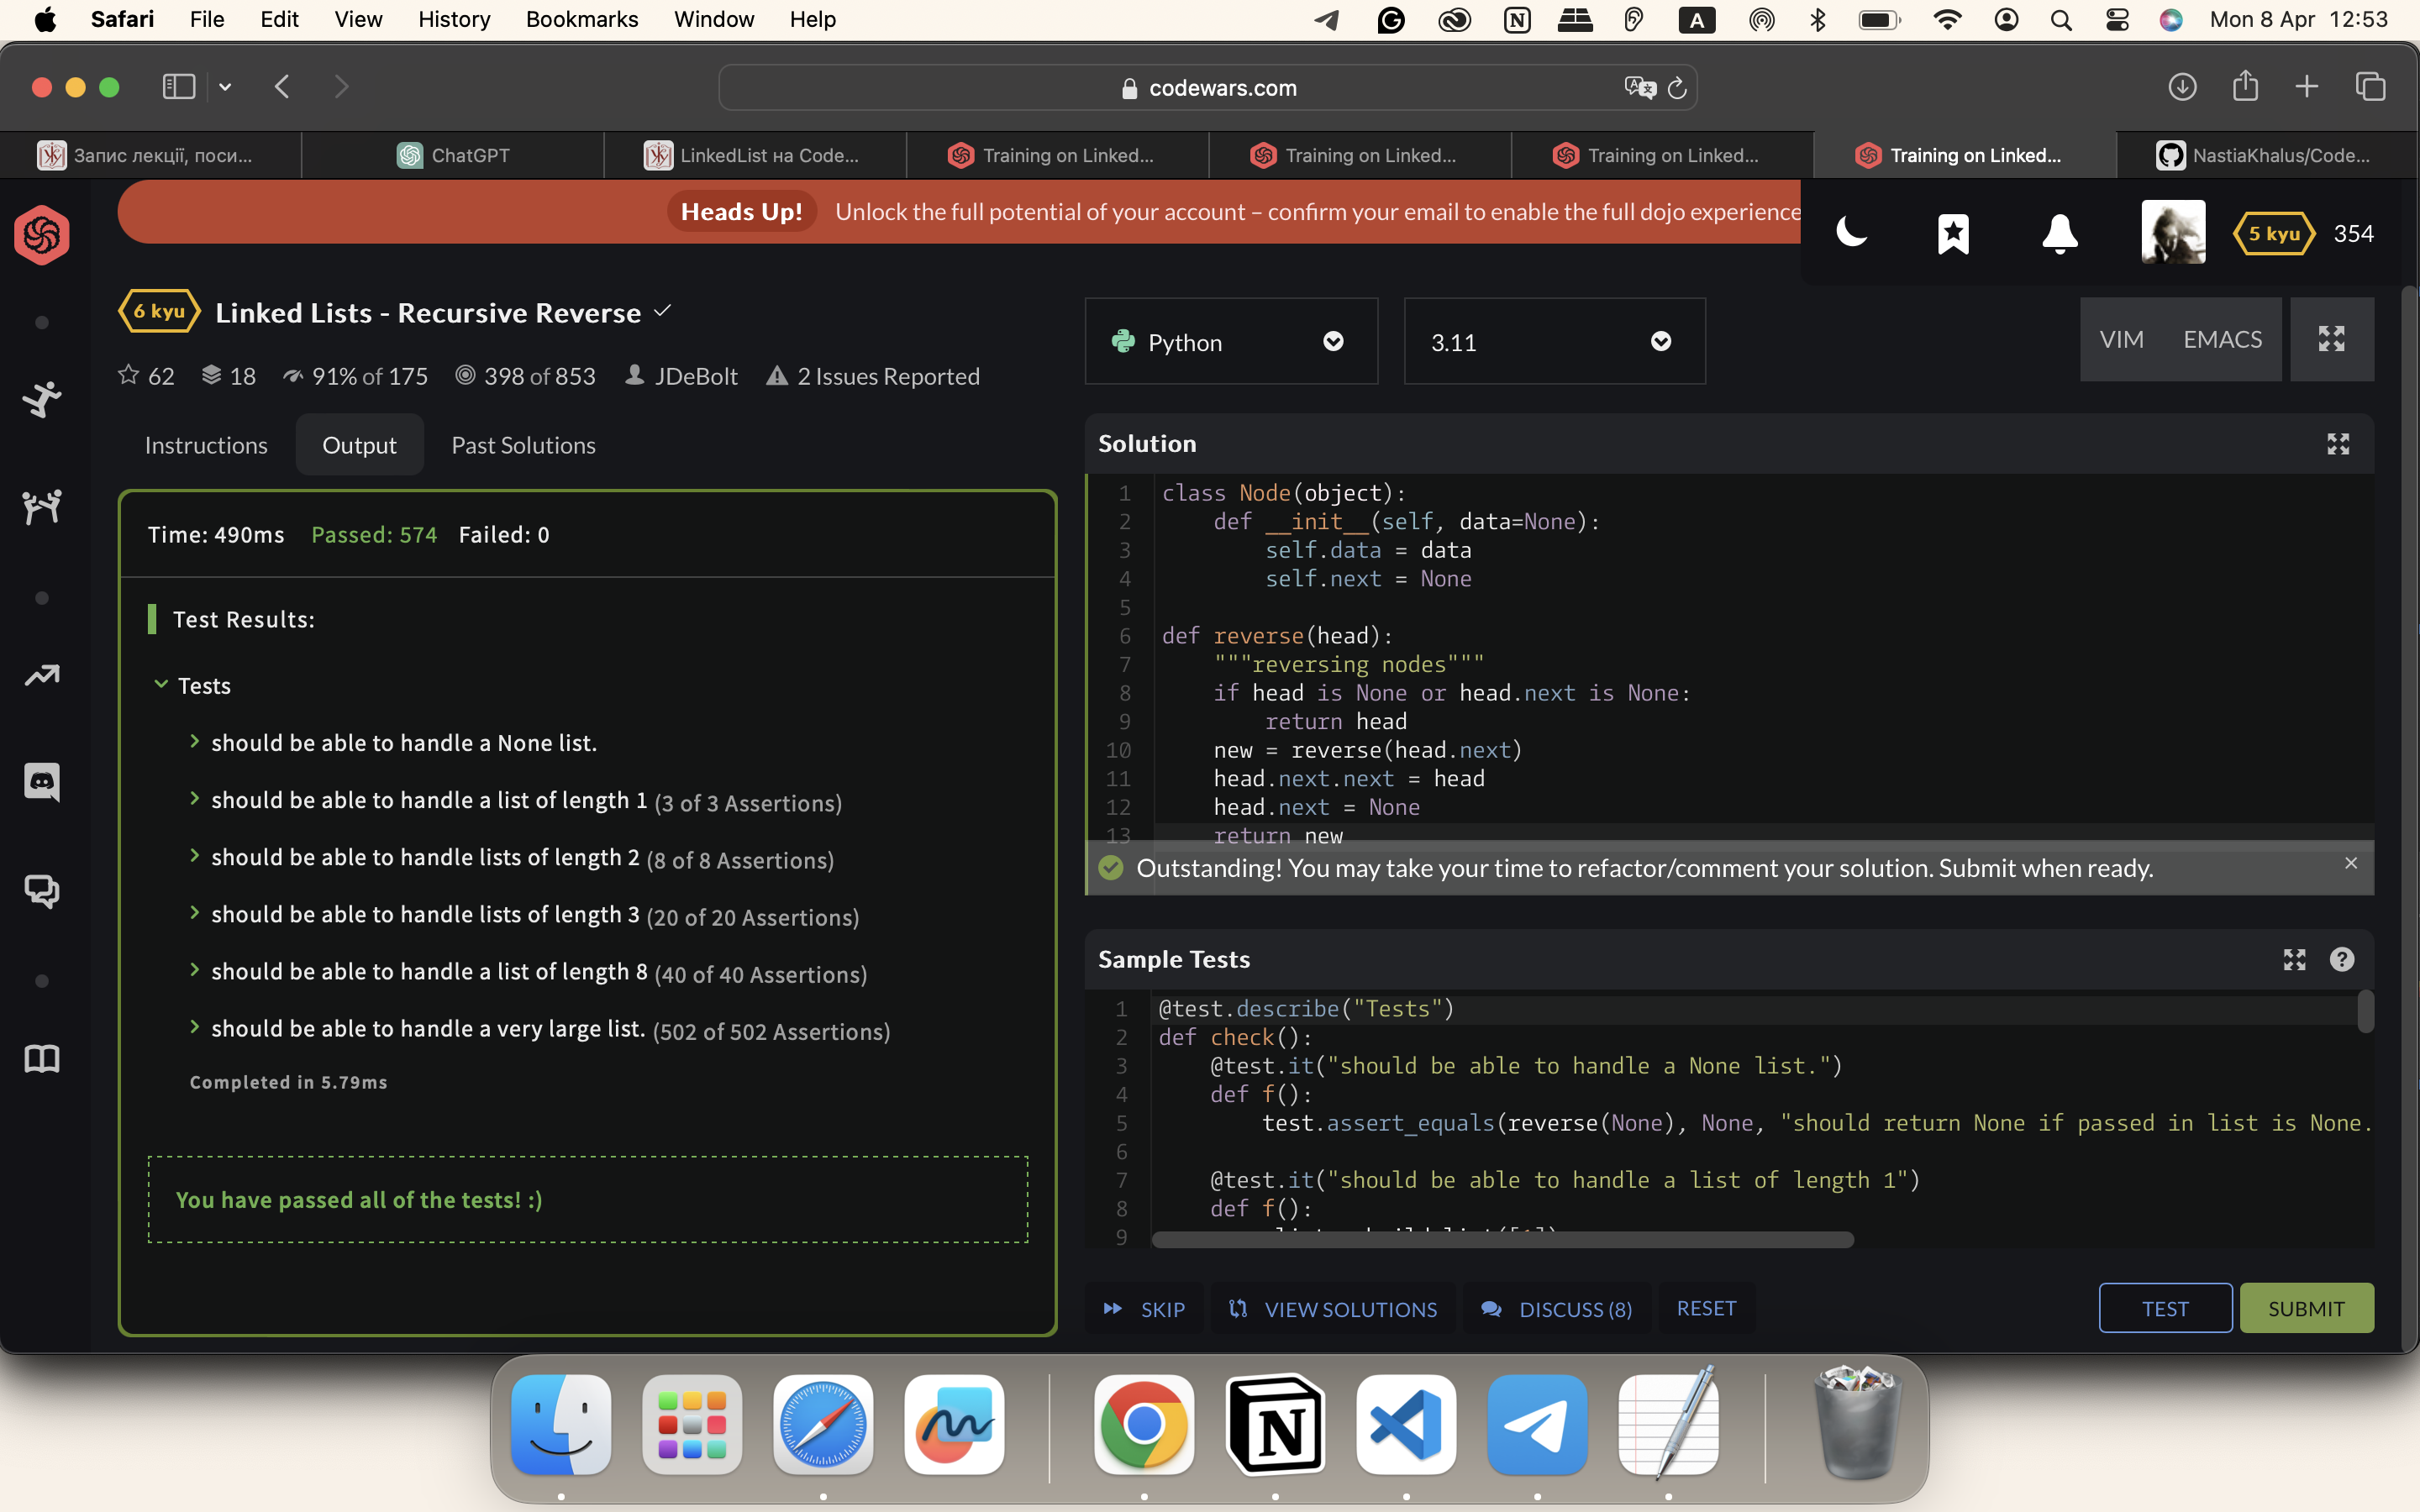 Safari File Edit View History Bookmarks Window Help
A Mon 8 Apr 12:53
codewars.com
Запис лекції, поси...
ChatGPT
LinkedList на Code...
Training on Linked...
Training on Linked...
Training on Linked...
Training on Linked...
NastiaKhalus/Code...
Heads Up! Unlock the full potential of your account – confirm your email to enable the full dojo experience
5 kyu 354
6 kyu Linked Lists - Recursive Reverse
62 18 91% of 175 398 of 853 JDeBolt 2 Issues Reported
Instructions Output Past Solutions
Time: 490ms Passed: 574 Failed: 0
Test Results:
Tests
should be able to handle a None list.
should be able to handle a list of length 1 (3 of 3 Assertions)
should be able to handle lists of length 2 (8 of 8 Assertions)
should be able to handle lists of length 3 (20 of 20 Assertions)
should be able to handle a list of length 8 (40 of 40 Assertions)
should be able to handle a very large list. (502 of 502 Assertions)
Completed in 5.79ms
You have passed all of the tests! :)
Python 3.11 VIM EMACS
Solution
1 class Node(object):
2 def __init__(self, data=None):
3 self.data = data
4 self.next = None
5
6 def reverse(head):
7 """reversing nodes"""
8 if head is None or head.next is None:
9 return head
10 new = reverse(head.next)
11 head.next.next = head
12 head.next = None
13 return new
Outstanding! You may take your time to refactor/comment your solution. Submit when ready.
Sample Tests
1 @test.describe("Tests")
2 def check():
3 @test.it("should be able to handle a None list.")
4 def f():
5 test.assert_equals(reverse(None), None, "should return None if passed in list is None.
6
7 @test.it("should be able to handle a list of length 1")
8 def f():
9
SKIP VIEW SOLUTIONS DISCUSS (8) RESET TEST SUBMIT